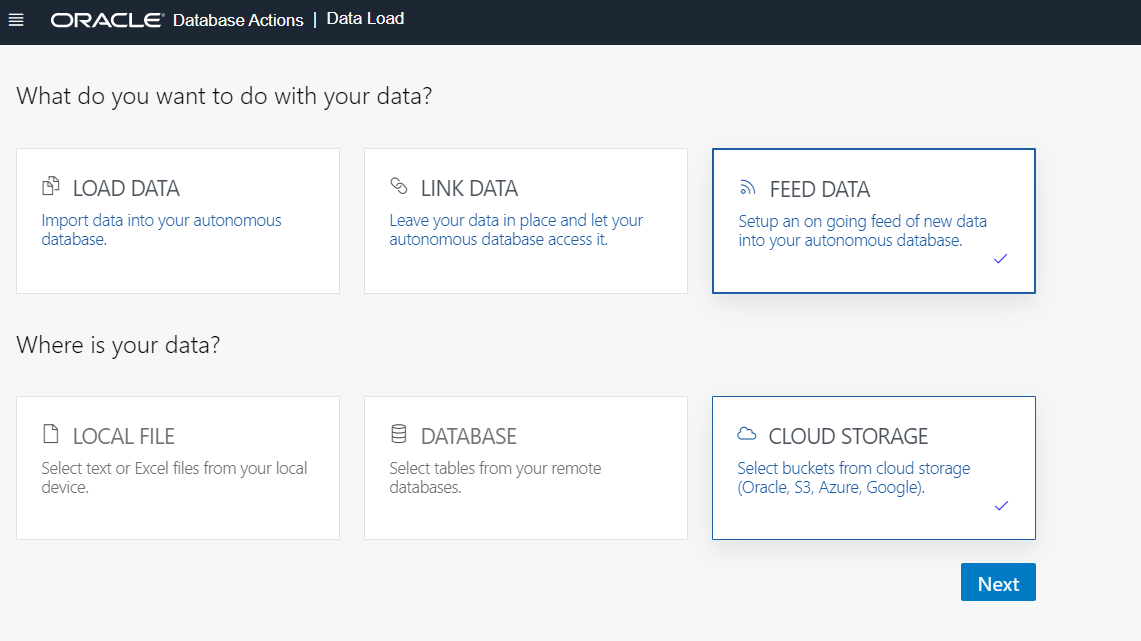 ORACLE Database Actions | Data Load
What do you want to do with your data?
LOAD DATA
Import data into your autonomous
database.
LINK DATA
Leave your data in place and let your
autonomous database access it.
FEED DATA
Setup an on going feed of new data
into your autonomous database.
Where is your data?
LOCAL FILE
Select text or Excel files from your local
device.
DATABASE
Select tables from your remote
databases.
CLOUD STORAGE
Select buckets from cloud storage
(Oracle, S3, Azure, Google).
Next